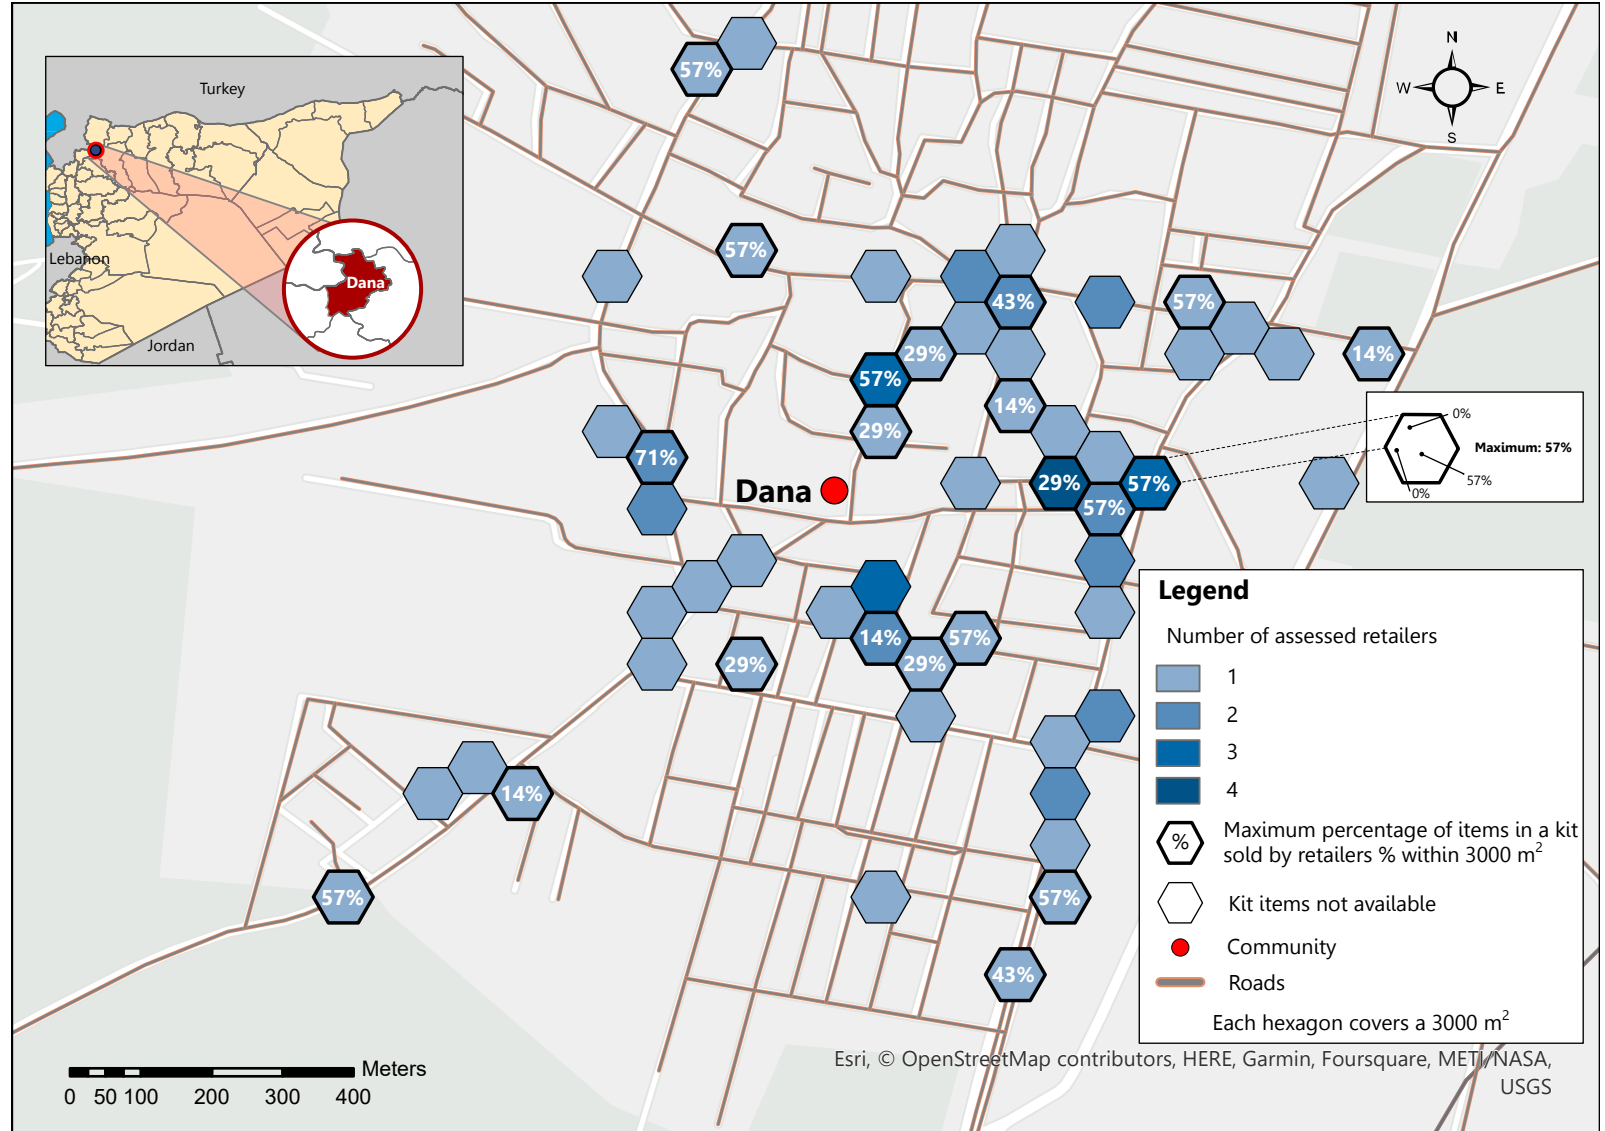 Turkey
Lebanon
Jordan
Dana
N
W
E
S
57%
57%
43%
57%
29%
14%
57%
14%
29%
71%
29%
57%
57%
Dana
14%
57%
29%
29%
14%
57%
57%
43%
0%
Maximum: 57%
57%
0%
Legend
Number of assessed retailers
1
2
3
4
% Maximum percentage of items in a kit
sold by retailers % within 3000 m²
Kit items not available
Community
Roads
Each hexagon covers a 3000 m²
Meters
0 50 100 200 300 400
Esri, © OpenStreetMap contributors, HERE, Garmin, Foursquare, METI/NASA,
USGS